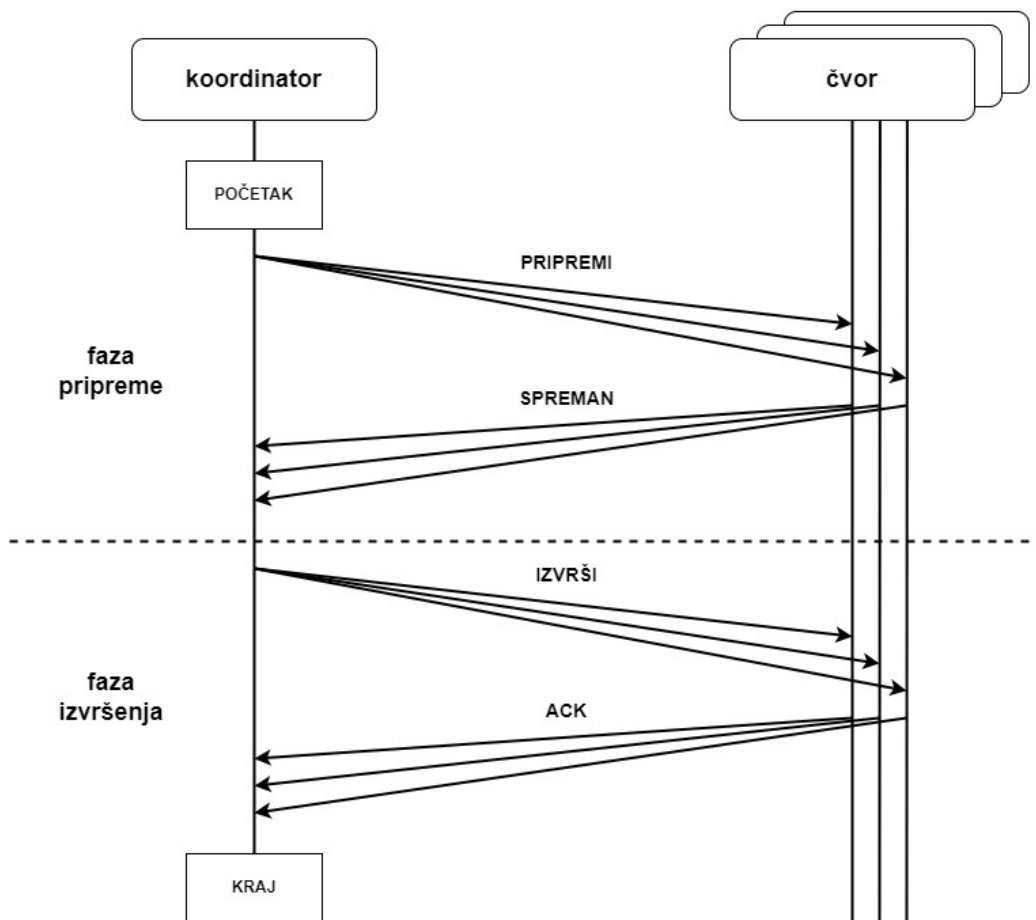 koordinator
čvor
POČETAK
PRIPREMI
faza
pripreme
SPREMAN
IZVRŠI
faza
izvršenja
ACK
KRAJ